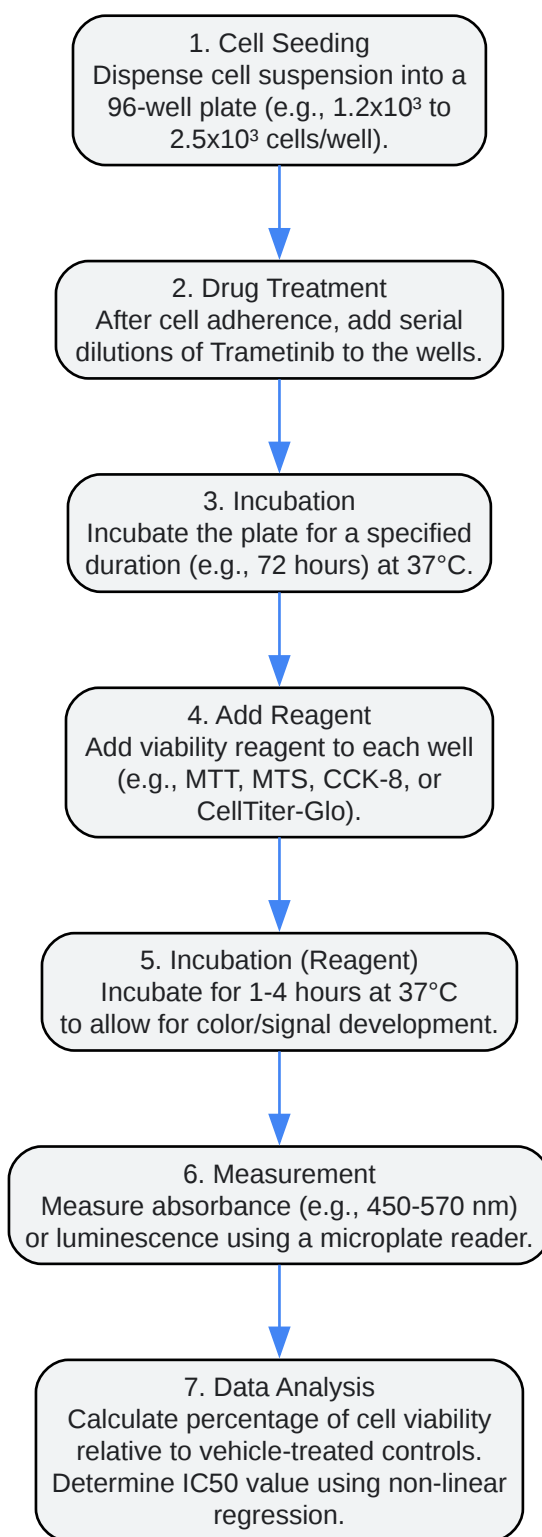 1. Cell Seeding
Dispense cell suspension into a
96-well plate (e.g., 1.2x10³ to
2.5x10³ cells/well).
2. Drug Treatment
After cell adherence, add serial
dilutions of Trametinib to the wells.
3. Incubation
Incubate the plate for a specified
duration (e.g., 72 hours) at 37°C.
4. Add Reagent
Add viability reagent to each well
(e.g., MTT, MTS, CCK-8, or
CellTiter-Glo).
5. Incubation (Reagent)
Incubate for 1-4 hours at 37°C
to allow for color/signal development.
6. Measurement
Measure absorbance (e.g., 450-570 nm)
or luminescence using a microplate reader.
7. Data Analysis
Calculate percentage of cell viability
relative to vehicle-treated controls.
Determine IC50 value using non-linear
regression.